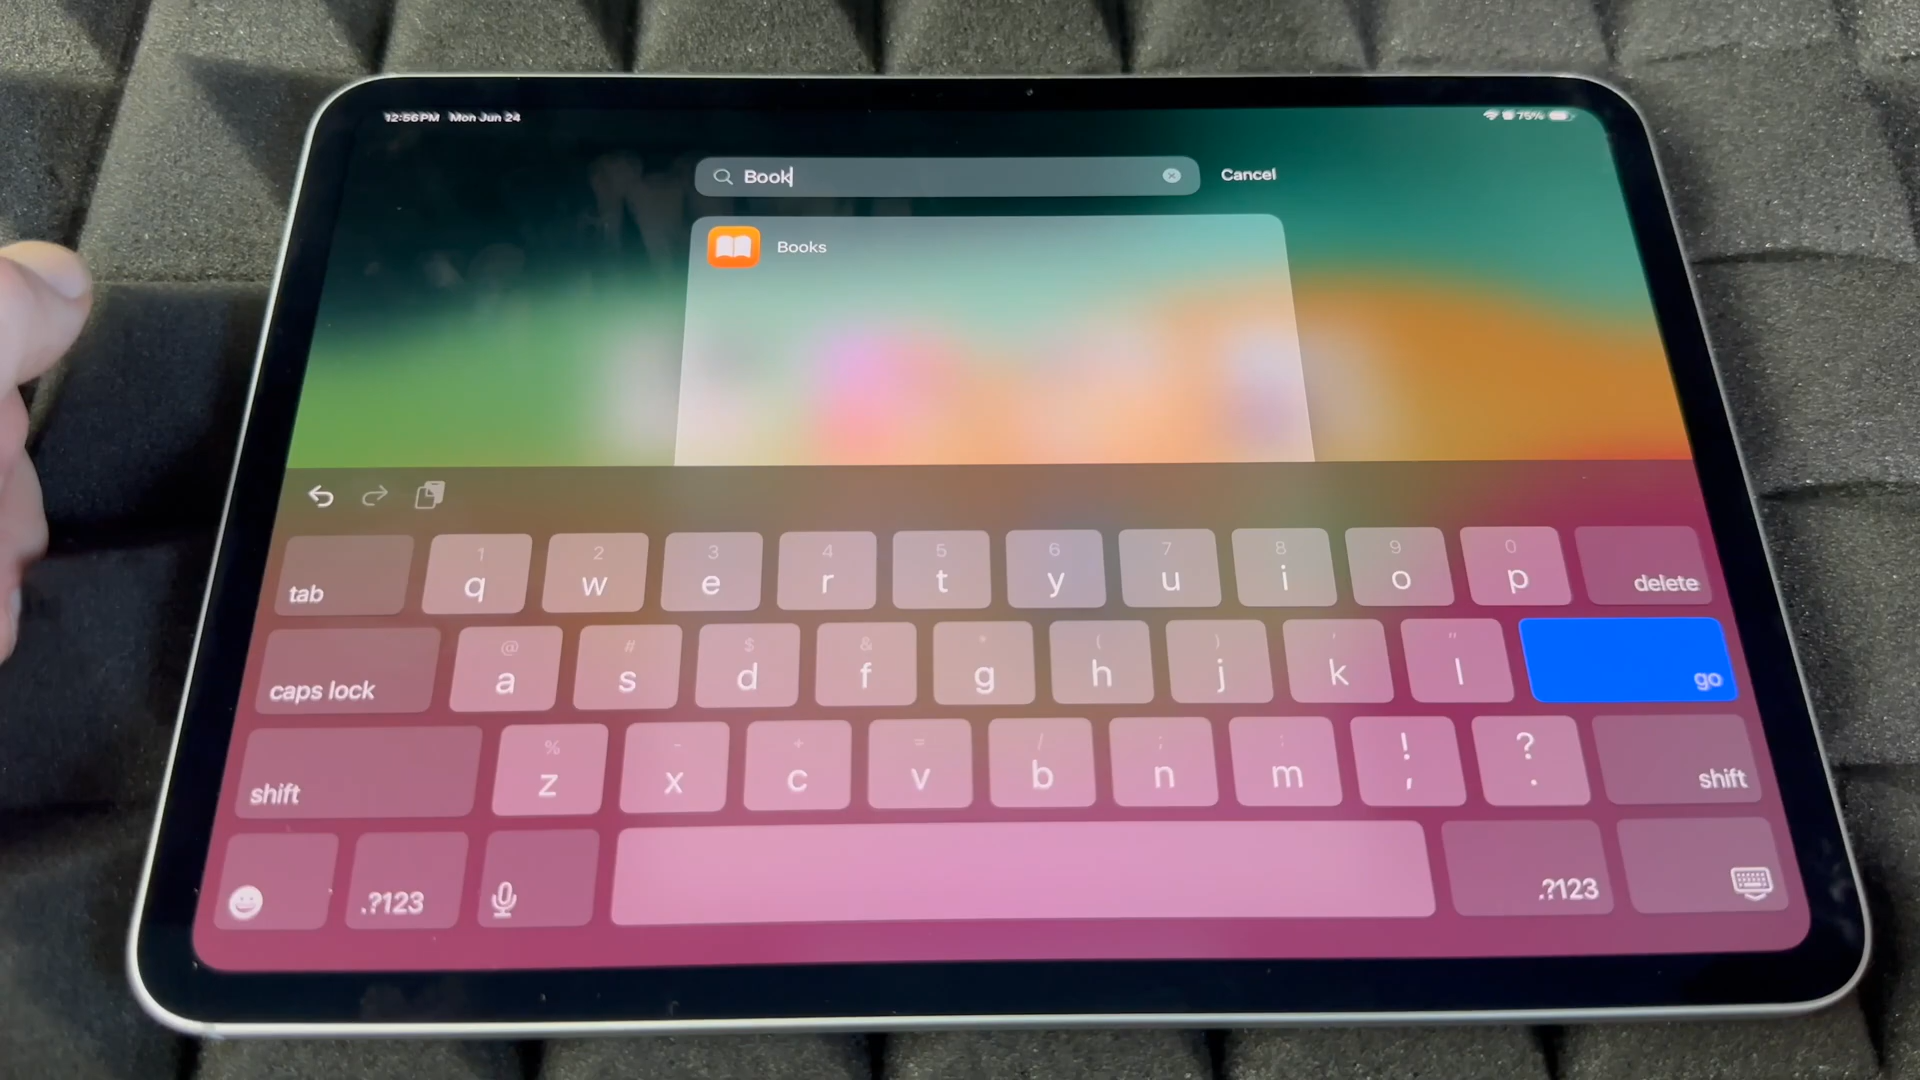 12:56 PM Mon Jun 24
75%
Book
Cancel
Books
1 2 3 4 5 6 7 8 9 0
tab q w e r t y u i o p delete
@ # $ & * ( ) ' "
caps lock a s d f g h j k l go
% - + = / ; : ! ?
shift z x c v b n m , . shift
.?123 .?123